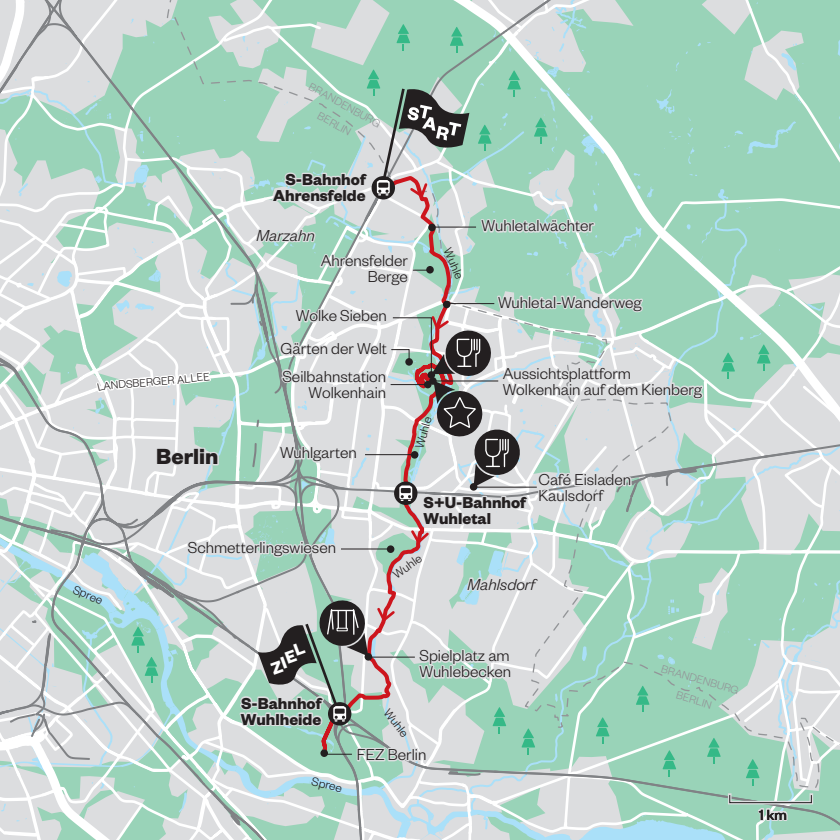 BRANDENBURG
BERLIN
START
S-Bahnhof
Ahrensfelde
Wuhletalwächter
Marzahn
Wuhle
Ahrensfelder
Berge
Wuhletal-Wanderweg
Wolke Sieben
Gärten der Welt
Seilbahnstation
Wolkenhain
Aussichtsplattform
Wolkenhain auf dem Kienberg
LANDSBERGER ALLEE
Wuhle
Berlin
Wuhlgarten
Café Eisladen
Kaulsdorf
S+U-Bahnhof
Wuhletal
Schmetterlingswiesen
Wuhle
Mahlsdorf
Spree
ZIEL
Spielplatz am
Wuhlebecken
BRANDENBURG
BERLIN
S-Bahnhof
Wuhlheide
Wuhle
FEZ Berlin
Spree
1 km